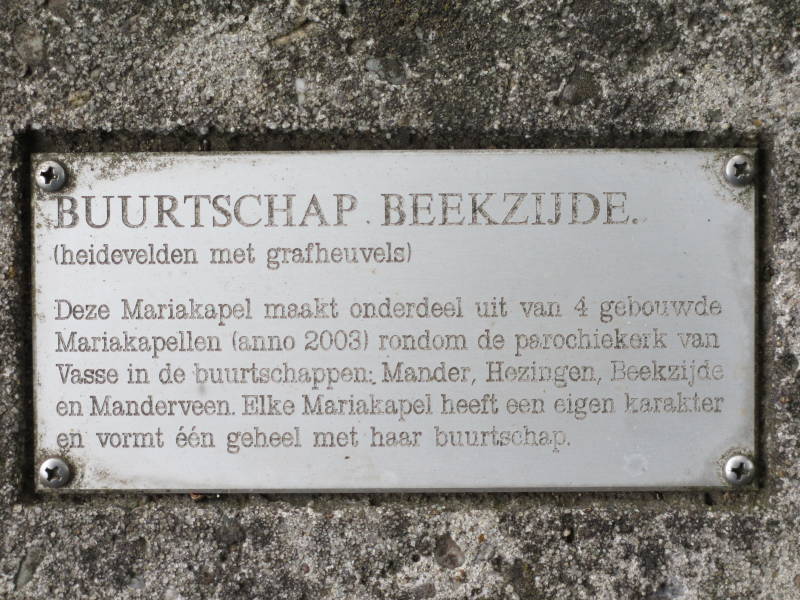 BUURTSCHAP BEEKZIJDE.
(heidevelden met grafheuvels)
Deze Mariakapel maakt onderdeel uit van 4 gebouwde
Mariakapellen (anno 2003) rondom de parochiekerk van
Vasse in de buurtschappen: Mander, Hezingen, Beekzijde
en Manderveen. Elke Mariakapel heeft een eigen karakter
en vormt één geheel met haar buurtschap.